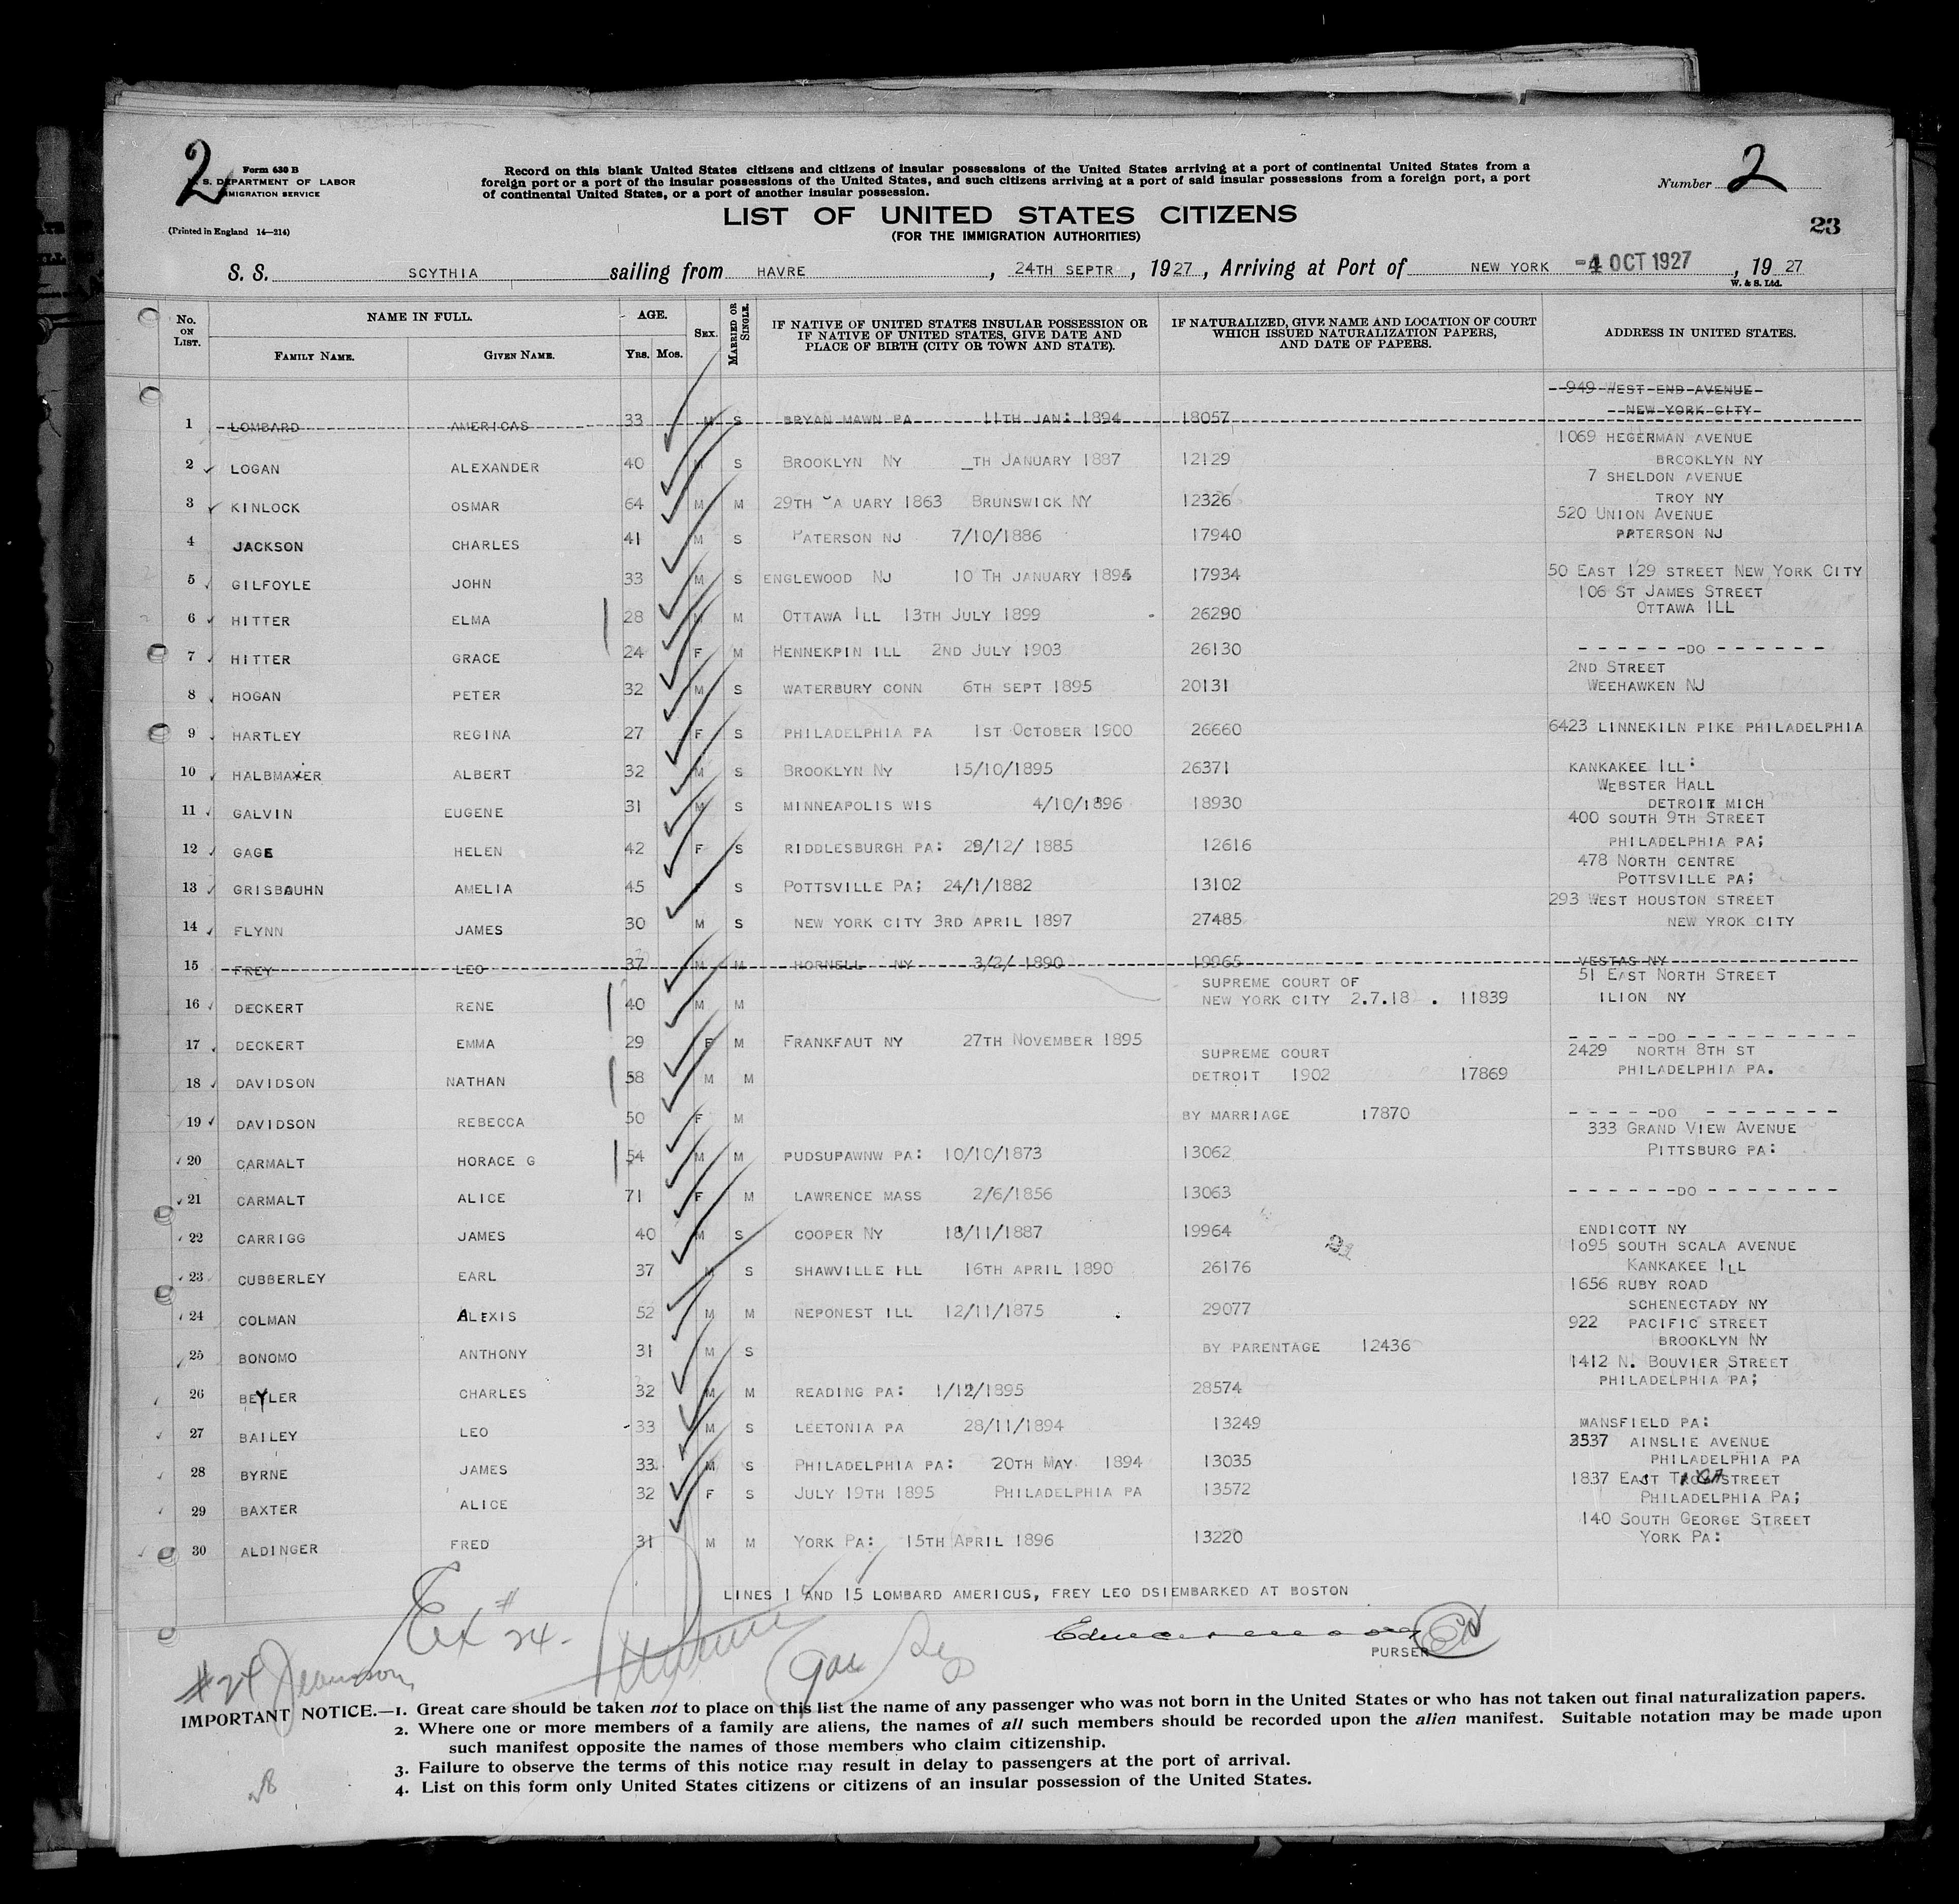 2
Form 630 B
U. S. DEPARTMENT OF LABOR
IMMIGRATION SERVICE
(Printed in England 14—214)
Record on this blank United States citizens and citizens of insular possessions of the United States arriving at a port of continental United States from a
foreign port or a port of the insular possessions of the United States, and such citizens arriving at a port of said insular possessions from a foreign port, a port
of continental United States, or a port of another insular possession.
Number 2
LIST OF UNITED STATES CITIZENS
(FOR THE IMMIGRATION AUTHORITIES)
23
S. S. SCYTHIA sailing from HAVRE, 24TH SEPTR, 1927, Arriving at Port of NEW YORK -4 OCT 1927, 19 27
W. & S. Ltd.
No. ON LIST. NAME IN FULL. FAMILY NAME. GIVEN NAME. AGE. YRS. MOS. SEX. MARRIED OR SINGLE. IF NATIVE OF UNITED STATES INSULAR POSSESSION OR IF NATIVE OF UNITED STATES, GIVE DATE AND PLACE OF BIRTH (CITY OR TOWN AND STATE). IF NATURALIZED, GIVE NAME AND LOCATION OF COURT WHICH ISSUED NATURALIZATION PAPERS, AND DATE OF PAPERS. ADDRESS IN UNITED STATES.
1 LOMBARD AMERICAS 33 M S BRYAN MAWN PA 11TH JAN: 1894 18057 949 WEST END AVENUE NEW YORK CITY
2 LOGAN ALEXANDER 40 M S BROOKLYN NY _TH JANUARY 1887 12129 1069 HEGERMAN AVENUE BROOKLYN NY
3 KINLOCK OSMAR 64 M M 29TH JA UARY 1863 BRUNSWICK NY 12326 7 SHELDON AVENUE TROY NY
4 JACKSON CHARLES 41 M S PATERSON NJ 7/10/1886 17940 520 UNION AVENUE PATERSON NJ
5 GILFOYLE JOHN 33 M S ENGLEWOOD NJ 10 TH JANUARY 1894 17934 50 EAST 129 STREET NEW YORK CITY
6 HITTER ELMA 28 M M OTTAWA ILL 13TH JULY 1899 26290 106 ST JAMES STREET OTTAWA ILL
7 HITTER GRACE 24 F M HENNEKPIN ILL 2ND JULY 1903 26130 - - - - - -DO - - - - - -
8 HOGAN PETER 32 M S WATERBURY CONN 6TH SEPT 1895 20131 2ND STREET WEEHAWKEN NJ
9 HARTLEY REGINA 27 F S PHILADELPHIA PA 1ST OCTOBER 1900 26660 6423 LINNEKILN PIKE PHILADELPHIA
10 HALBMAYER ALBERT 32 M S BROOKLYN NY 15/10/1895 26371 KANKAKEE ILL:
11 GALVIN EUGENE 31 M S MINNEAPOLIS WIS 4/10/1896 18930 WEBSTER HALL DETROIT MICH
12 GAGE HELEN 42 F S RIDDLESBURGH PA: 29/12/ 1885 12616 400 SOUTH 9TH STREET PHILADELPHIA PA;
13 GRISBAUHN AMELIA 45 S POTTSVILLE PA; 24/1/1882 13102 478 NORTH CENTRE POTTSVILLE PA;
14 FLYNN JAMES 30 M S NEW YORK CITY 3RD APRIL 1897 27485 293 WEST HOUSTON STREET NEW YROK CITY
15 FREY LEO 37 M M HORNELL NY 3/2/ 1890 19965 VESTAS NY
16 DECKERT RENE 40 M M SUPREME COURT OF NEW YORK CITY 2.7.18 . 11839 51 EAST NORTH STREET ILION NY
17 DECKERT EMMA 29 F M FRANKFAUT NY 27TH NOVEMBER 1895 - - - - -DO - - - - - - - - -
18 DAVIDSON NATHAN 58 M M SUPREME COURT DETROIT 1902 17869 2429 NORTH 8TH ST PHILADELPHIA PA.
19 DAVIDSON REBECCA 50 F M BY MARRIAGE 17870 - - - - -DO - - - - - - -
20 CARMALT HORACE G 54 M M PUDSUPAWNW PA: 10/10/1873 13062 333 GRAND VIEW AVENUE PITTSBURG PA:
21 CARMALT ALICE 71 F M LAWRENCE MASS 2/6/1856 13063 - - - - - -DO - - - - - - -
22 CARRIGG JAMES 40 M S COOPER NY 18/11/1887 19964 ENDICOTT NY
23 CUBBERLEY EARL 37 M S SHAWVILLE ILL 16TH APRIL 1890 26176 1095 SOUTH SCALA AVENUE KANKAKEE ILL
24 COLMAN ALEXIS 52 M M NEPONEST ILL 12/11/1875 29077 1656 RUBY ROAD SCHENECTADY NY
25 BONOMO ANTHONY 31 M S BY PARENTAGE 12436 922 PACIFIC STREET BROOKLYN NY
26 BEYLER CHARLES 32 M M READING PA: 1/12/1895 28574 1412 N. BOUVIER STREET PHILADELPHIA PA;
27 BAILEY LEO 33 M S LEETONIA PA 28/11/1894 13249 MANSFIELD PA:
28 BYRNE JAMES 33 M S PHILADELPHIA PA: 20TH MAY 1894 13035 3537 AINSLIE AVENUE PHILADELPHIA PA
29 BAXTER ALICE 32 F S JULY 19TH 1895 PHILADELPHIA PA 13572 1837 EAST STREET PHILADELPHIA PA;
30 ALDINGER FRED 31 M M YORK PA: 15TH APRIL 1896 13220 140 SOUTH GEORGE STREET YORK PA:
LINES 1 AND 15 LOMBARD AMERICUS, FREY LEO DSIEMBARKED AT BOSTON
Ex # 24-
PURSER
#24
IMPORTANT NOTICE.—1. Great care should be taken not to place on this list the name of any passenger who was not born in the United States or who has not taken out final naturalization papers.
2. Where one or more members of a family are aliens, the names of all such members should be recorded upon the alien manifest. Suitable notation may be made upon
such manifest opposite the names of those members who claim citizenship.
3. Failure to observe the terms of this notice may result in delay to passengers at the port of arrival.
4. List on this form only United States citizens or citizens of an insular possession of the United States.